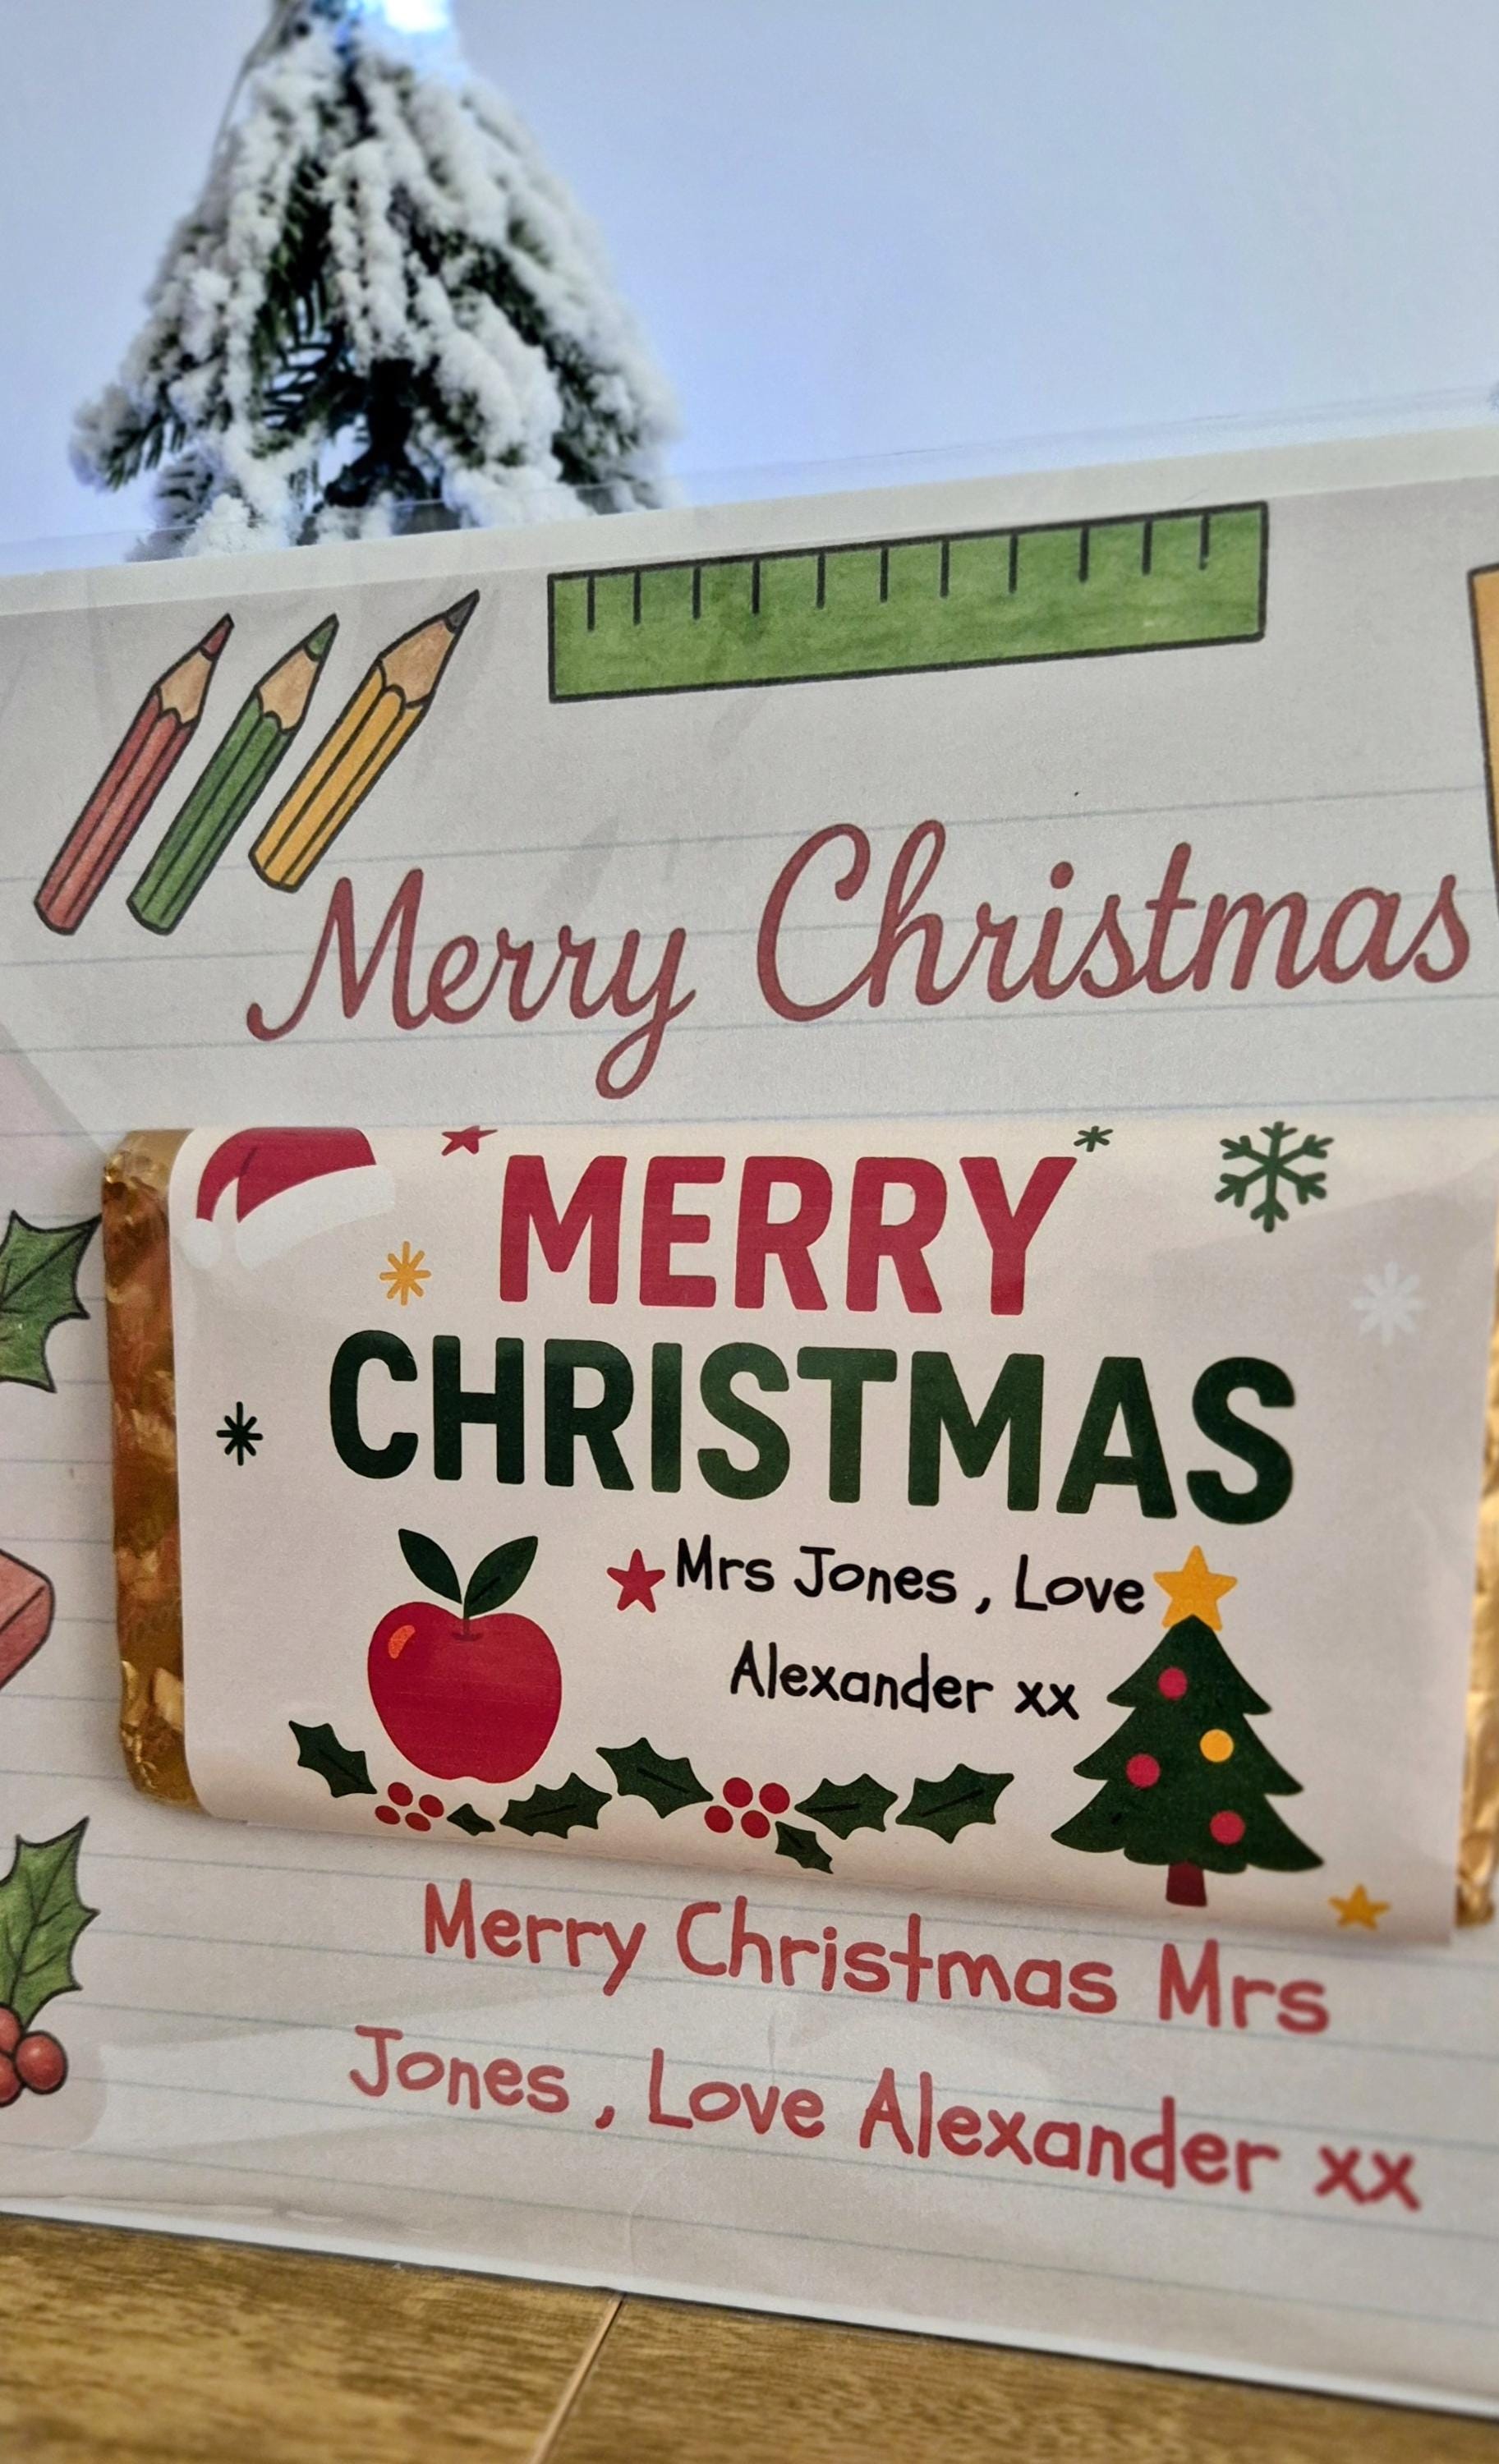 Merry Christmas
MERRY
CHRISTMAS
Mrs Jones , Love
Alexander xx
Merry Christmas Mrs
Jones , Love Alexander xx